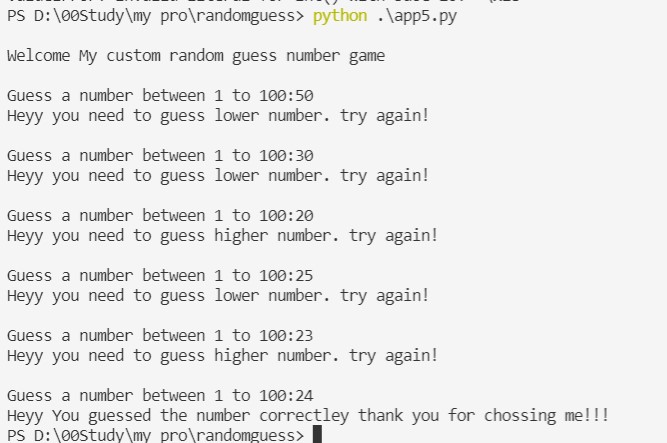 PS D:\00Study\my pro\randomguess> python .\app5.py
Welcome My custom random guess number game
Guess a number between 1 to 100:50
Heyy you need to guess lower number. try again!
Guess a number between 1 to 100:30
Heyy you need to guess lower number. try again!
Guess a number between 1 to 100:20
Heyy you need to guess higher number. try again!
Guess a number between 1 to 100:25
Heyy you need to guess lower number. try again!
Guess a number between 1 to 100:23
Heyy you need to guess higher number. try again!
Guess a number between 1 to 100:24
Heyy You guessed the number correctley thank you for chossing me!!!
PS D:\00Study\my pro\randomguess>